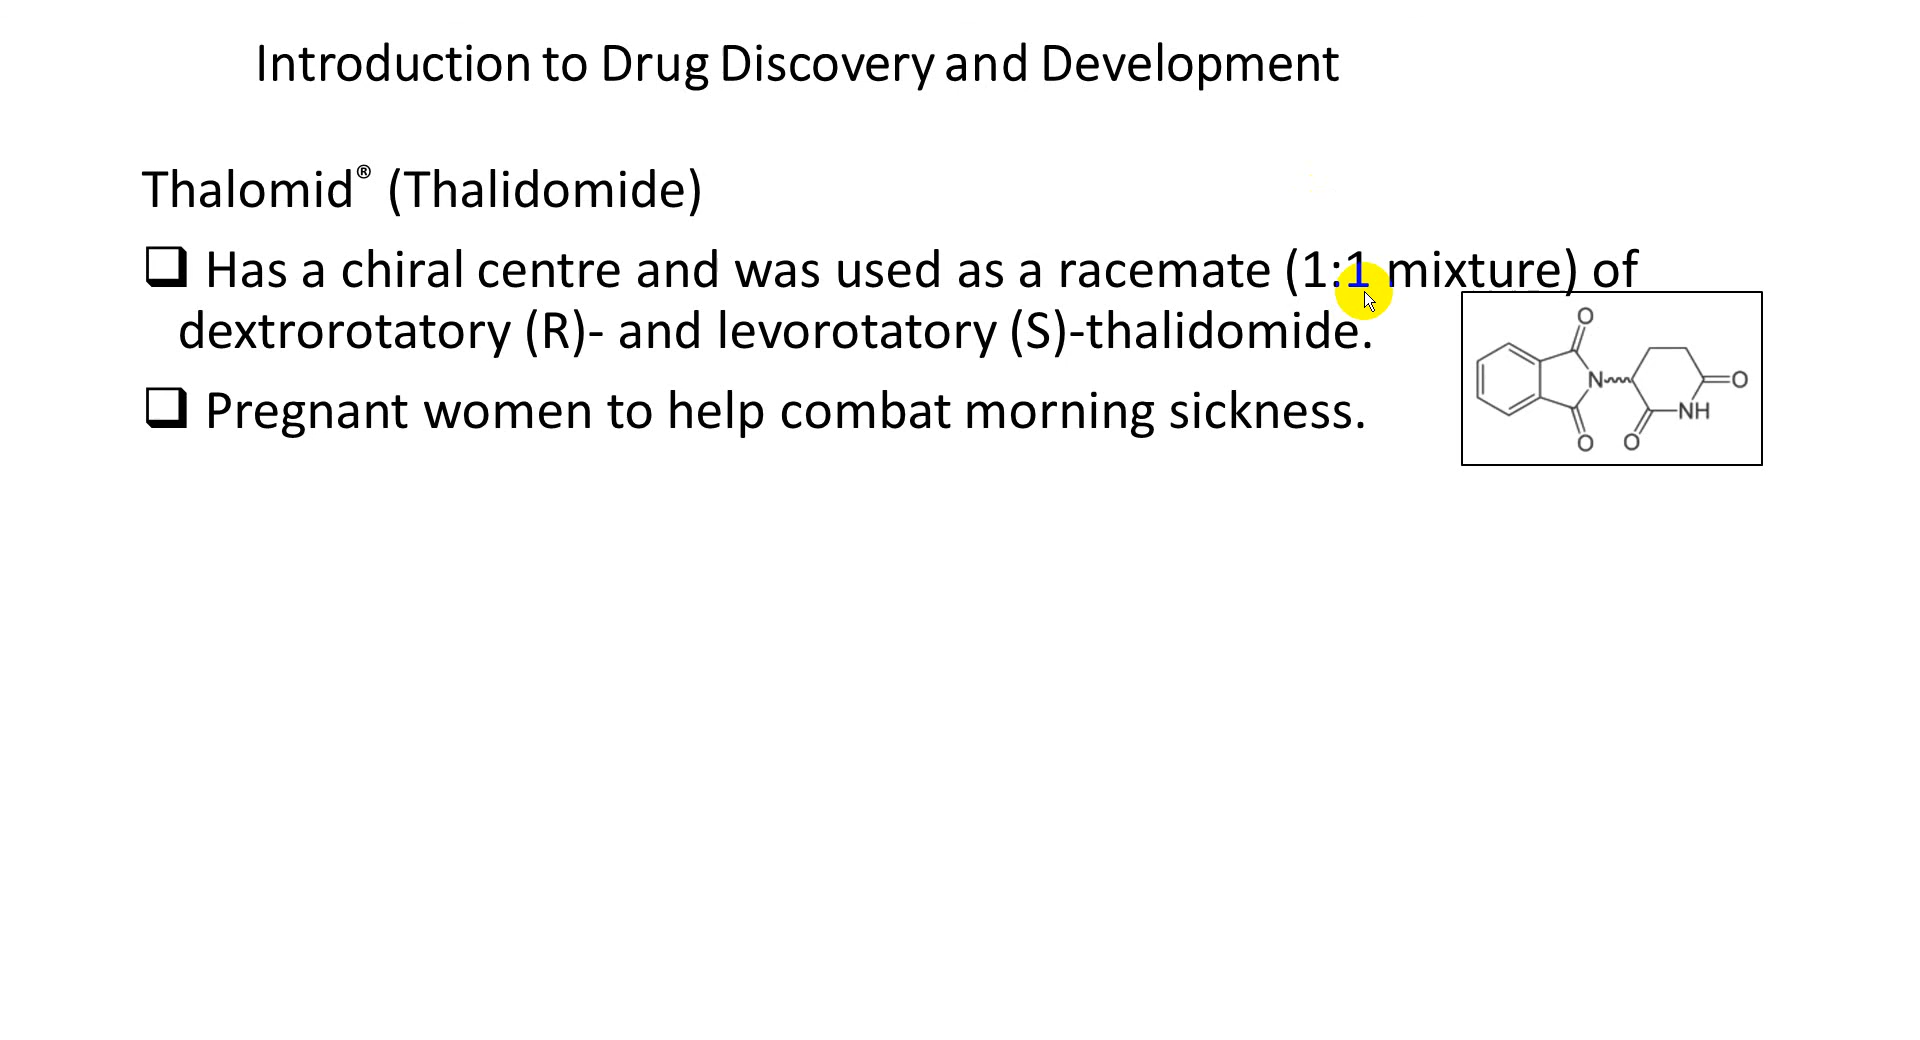 Introduction to Drug Discovery and Development
Thalomid® (Thalidomide)
❑ Has a chiral centre and was used as a racemate (1:1 mixture) of
dextrorotatory (R)- and levorotatory (S)-thalidomide.
❑ Pregnant women to help combat morning sickness.
O
N
O
NH
O
O